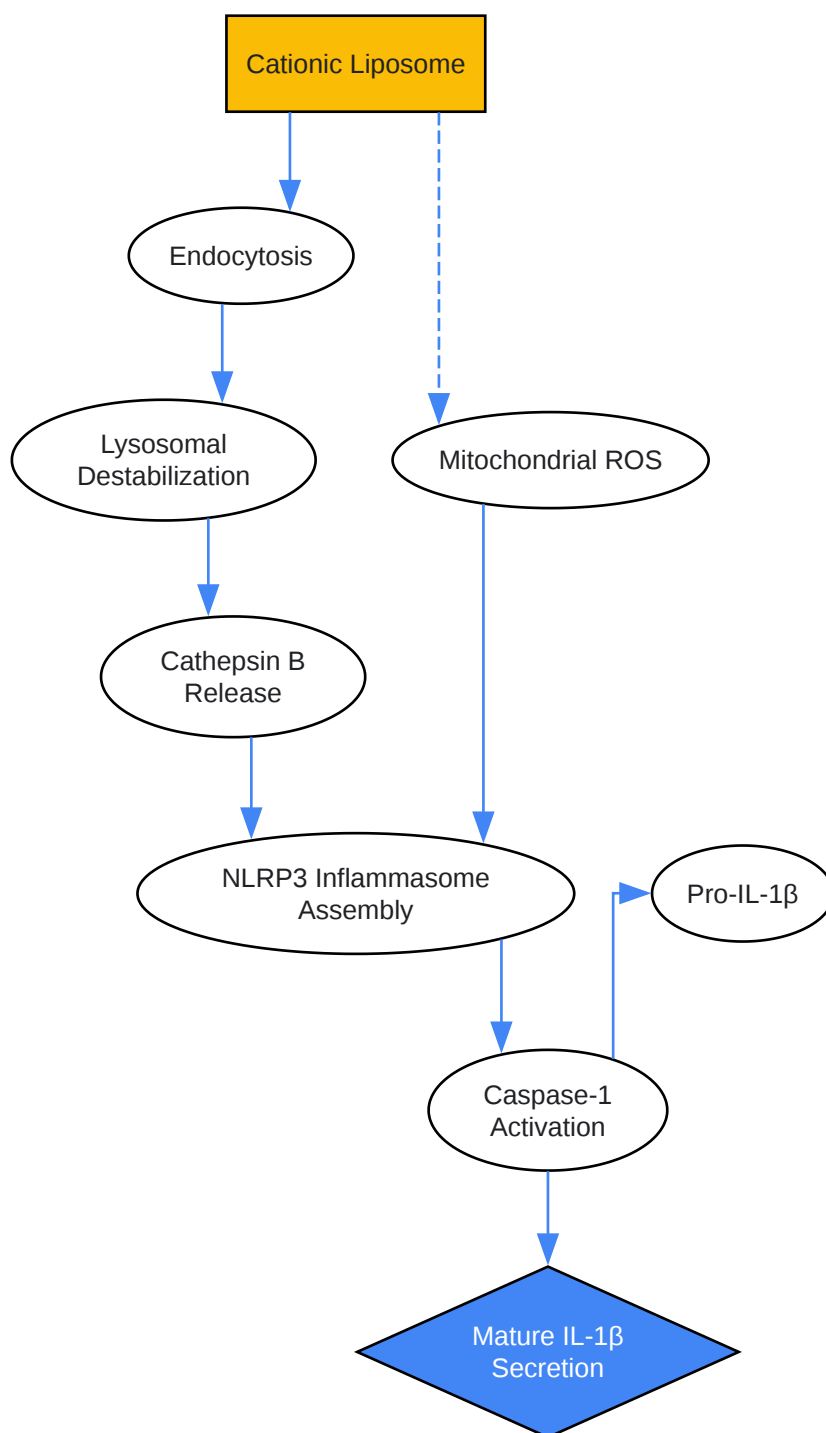 Cationic Liposome
Endocytosis
Lysosomal
Destabilization
Mitochondrial ROS
Cathepsin B
Release
NLRP3 Inflammasome
Assembly
Pro-IL-1β
Caspase-1
Activation
Mature IL-1β
Secretion